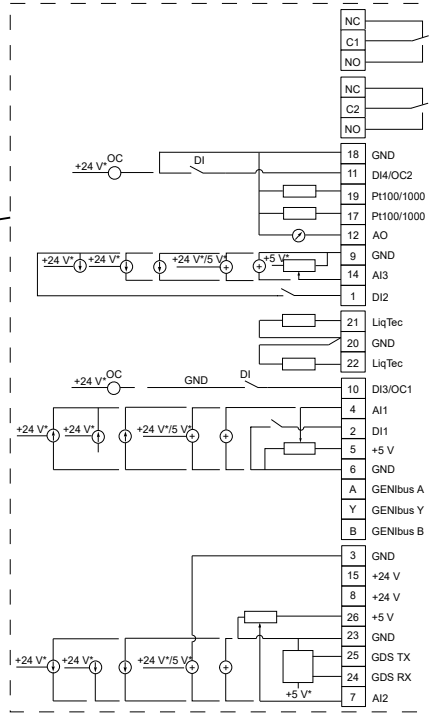 NC
C1
NO
NC
C2
NO
18 GND
+24 V* OC DI 11 DI4/OC2
19 Pt100/1000
17 Pt100/1000
12 AO
9 GND
+24 V* +24 V* +24 V*/5 V* +5 V*
14 AI3
1 DI2
21 LiqTec
20 GND
22 LiqTec
+24 V* OC GND DI 10 DI3/OC1
4 AI1
+24 V* +24 V* +24 V*/5 V* 2 DI1
5 +5 V
6 GND
A GENIbus A
Y GENIbus Y
B GENIbus B
3 GND
15 +24 V
8 +24 V
26 +5 V
23 GND
25 GDS TX
+24 V* +24 V* +24 V*/5 V* 24 GDS RX
+5 V* 7 AI2